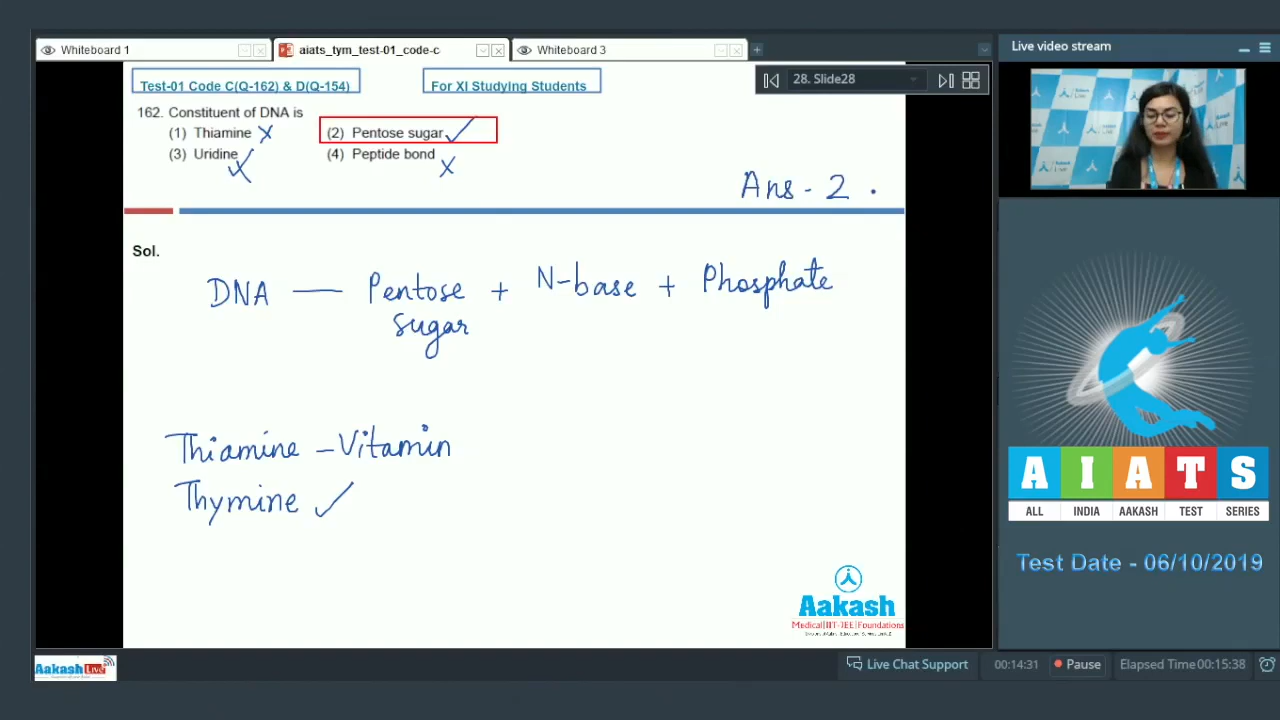 Whiteboard 1
aiats_tym_test-01_code-c
Whiteboard 3
Live video stream
Test-01 Code C(Q-162) & D(Q-154)
For XI Studying Students
28. Slide28
162. Constituent of DNA is
(1) Thiamine
(2) Pentose sugar
(3) Uridine
(4) Peptide bond
Ans - 2 .
Sol.
DNA — Pentose sugar + N-base + Phosphate
Thiamine - Vitamin
Thymine ✓
Aakash
Medical|IIT-JEE|Foundations
A I A T S
ALL INDIA AAKASH TEST SERIES
Test Date - 06/10/2019
Aakash Live
Live Chat Support
00:14:31
Pause
Elapsed Time 00:15:38